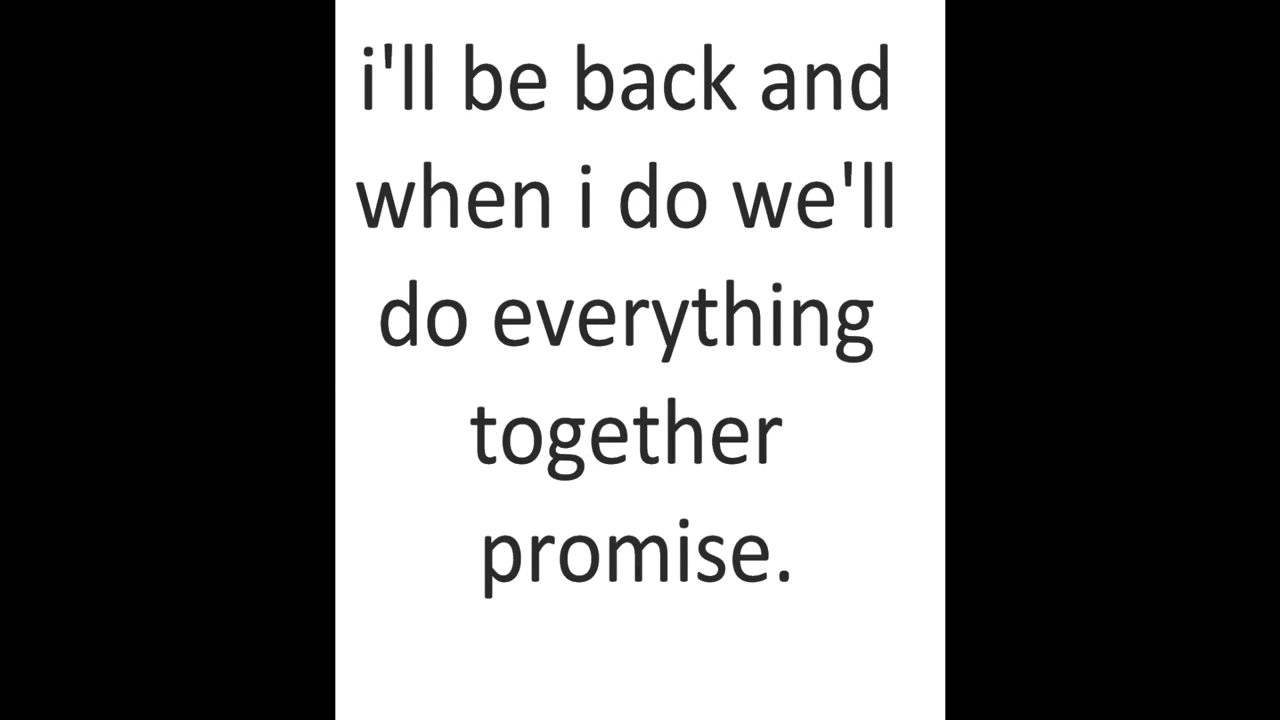 i'll be back and
when i do we'll
do everything
together
promise.